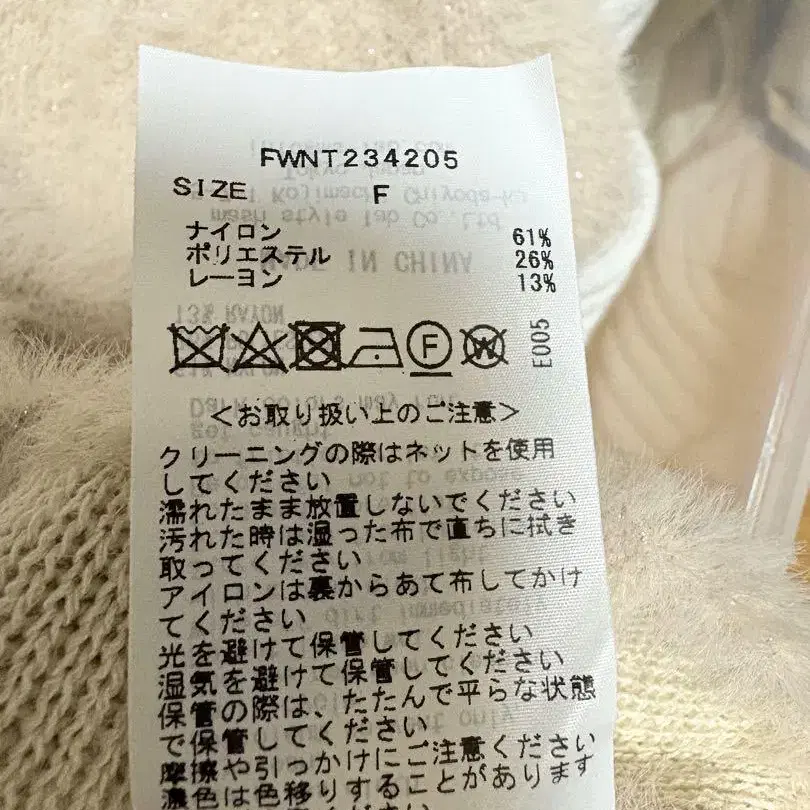 FWNT234205
SIZE F
ナイロン 61%
ポリエステル 26%
レーヨン 13%
F W E005
<お取り扱い上のご注意>
クリーニングの際はネットを使用
してください
濡れたまま放置しないでください
汚れた時は湿った布で直ちに拭き
取ってください
アイロンは裏からあて布してかけ
てください
光を避けて保管してください
湿気を避けて保管してください
保管の際は、たたんで平らな状態
で保管してください
摩擦や引っかけにご注意ください
濃色は色移りすることがあります